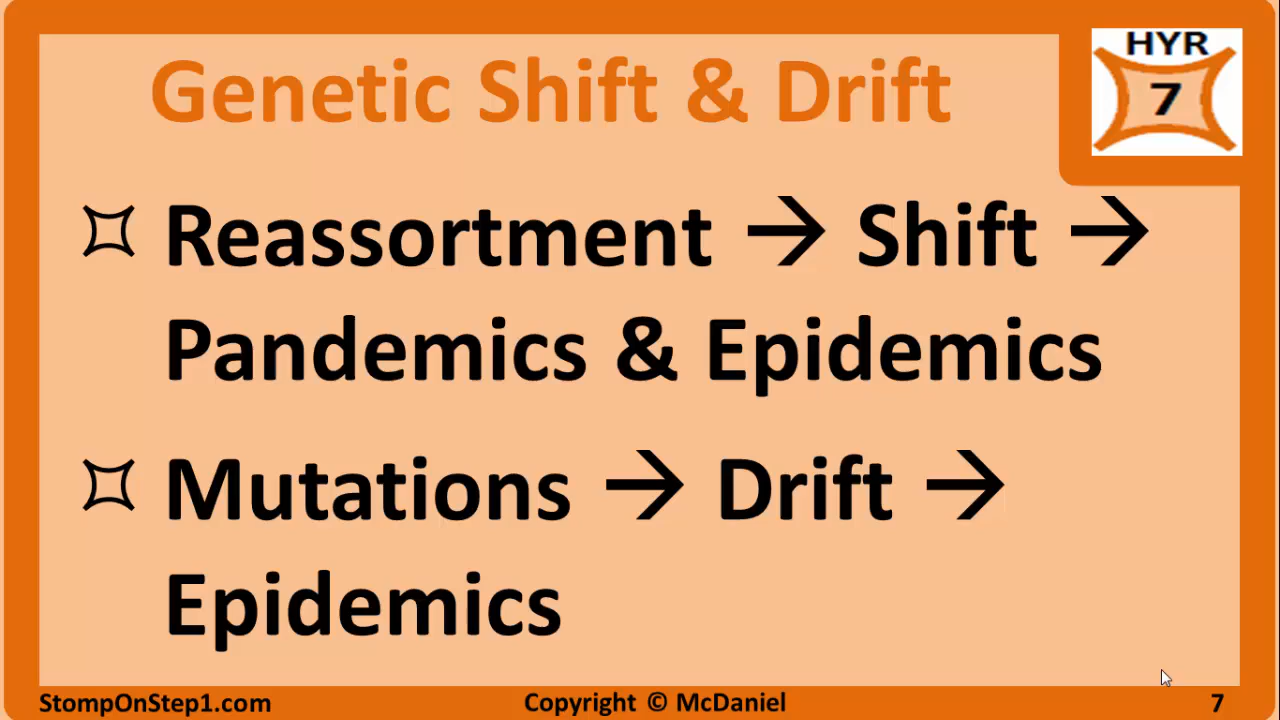 Genetic Shift & Drift
HYR
7
Reassortment → Shift →
Pandemics & Epidemics
Mutations → Drift →
Epidemics
StompOnStep1.com
Copyright © McDaniel
7